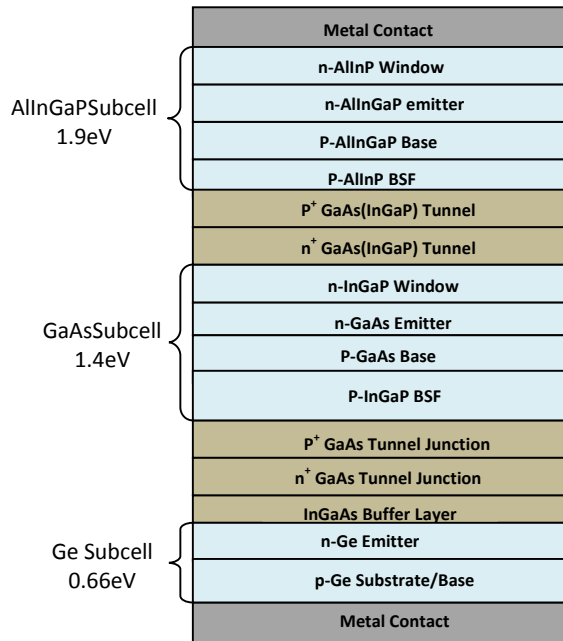 Metal Contact
n-AlInP Window
n-AlInGaP emitter
P-AlInGaP Base
P-AlInP BSF
AlInGaPSubcell
1.9eV
P⁺ GaAs(InGaP) Tunnel
n⁺ GaAs(InGaP) Tunnel
n-InGaP Window
n-GaAs Emitter
P-GaAs Base
P-InGaP BSF
GaAsSubcell
1.4eV
P⁺ GaAs Tunnel Junction
n⁺ GaAs Tunnel Junction
InGaAs Buffer Layer
n-Ge Emitter
p-Ge Substrate/Base
Ge Subcell
0.66eV
Metal Contact